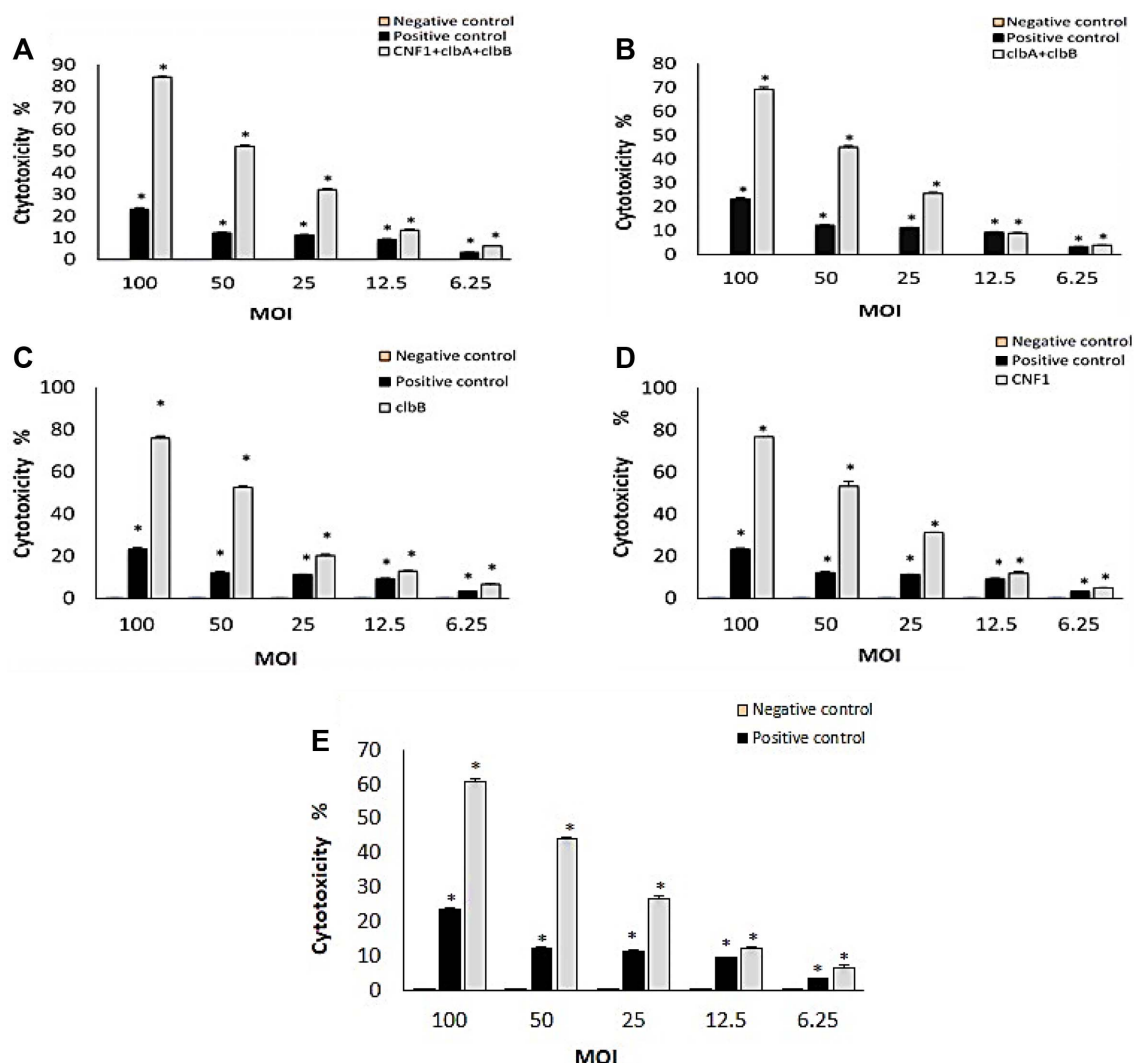 A
Negative control
Positive control
CNF1+clbA+clbB
Ctytotoxicity %
90
80
70
60
50
40
30
20
10
0
* * * * * * * * * *
100 50 25 12.5 6.25
MOI
B
Negative control
Positive control
clbA+clbB
Cytotoxicity %
80
70
60
50
40
30
20
10
0
* * * * * * * * * *
100 50 25 12.5 6.25
MOI
C
Negative control
Positive control
clbB
Cytotoxicity %
100
80
60
40
20
0
* * * * * * * * * *
100 50 25 12.5 6.25
MOI
D
Negative control
Positive control
CNF1
Cytotoxicity %
100
80
60
40
20
0
* * * * * * * * * *
100 50 25 12.5 6.25
MOI
E
Negative control
Positive control
Cytotoxicity %
70
60
50
40
30
20
10
0
* * * * * * * * * *
100 50 25 12.5 6.25
MOI